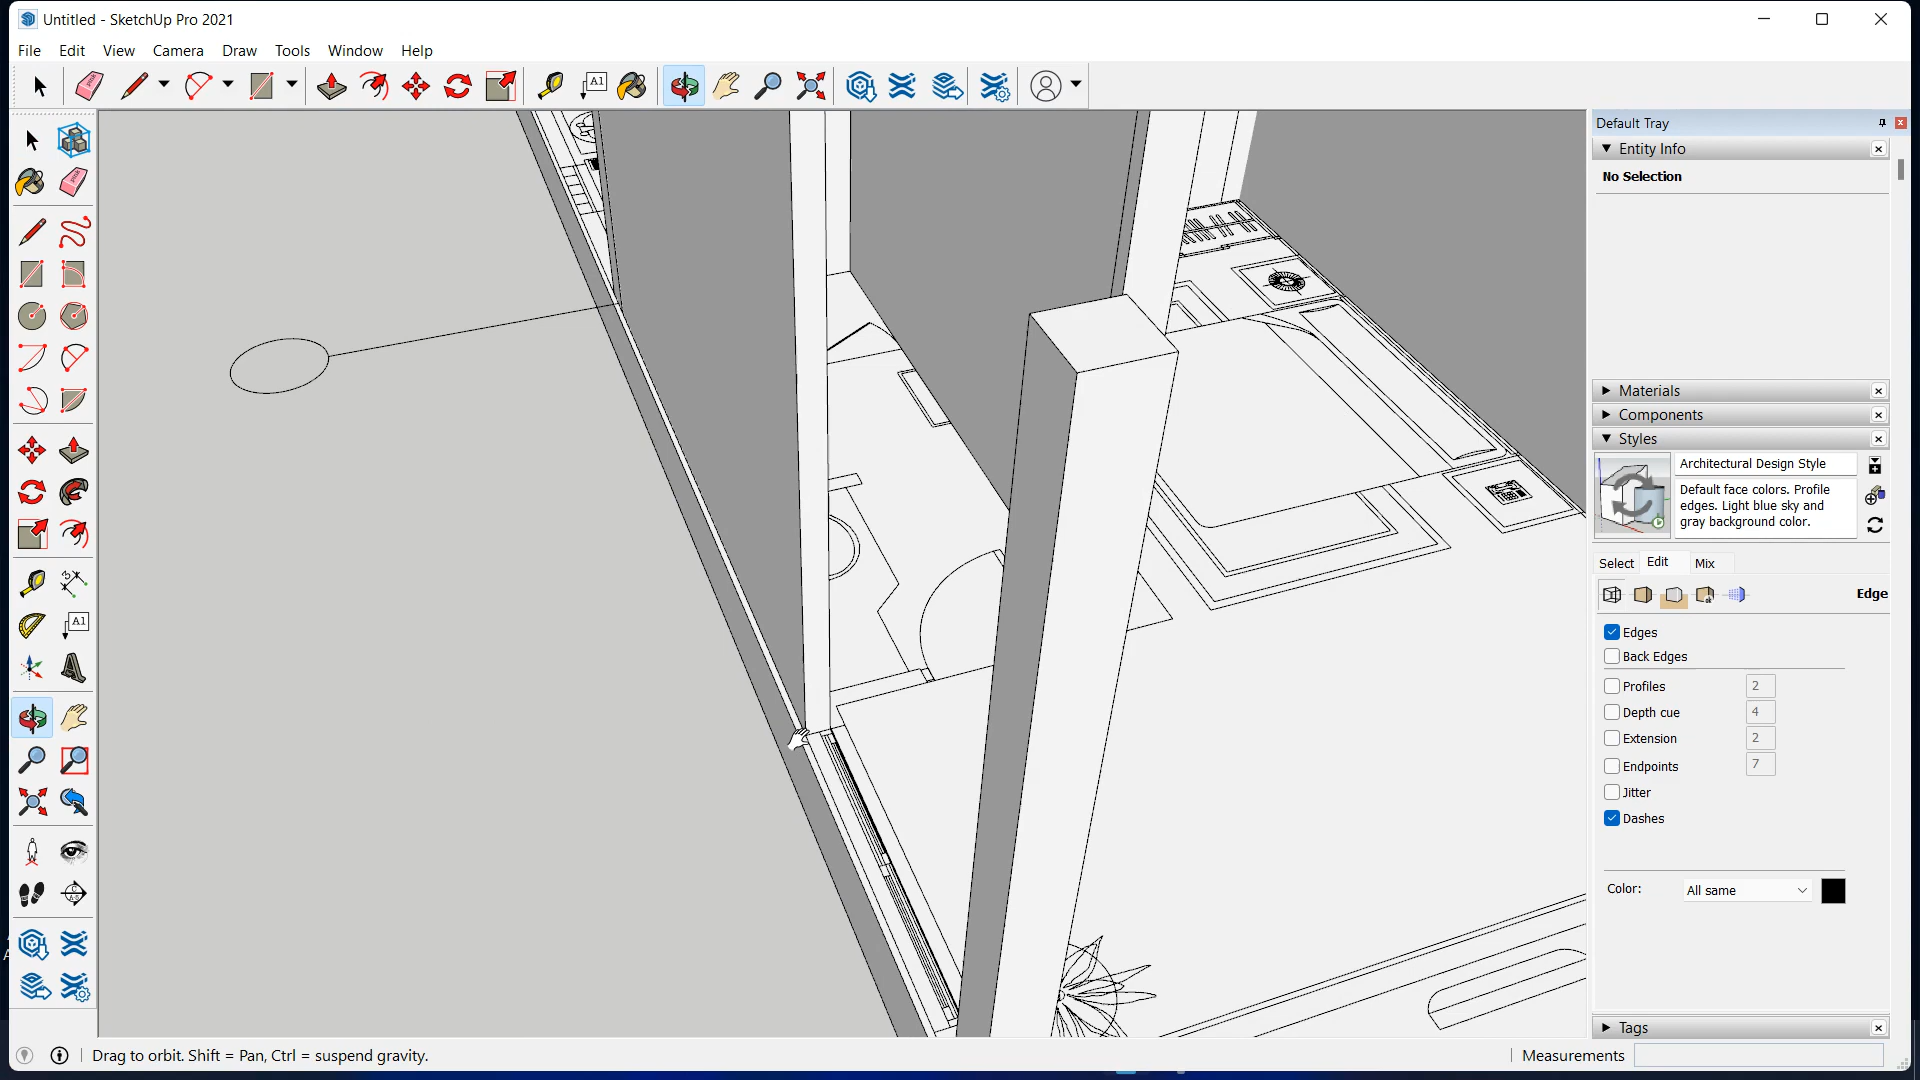 Untitled - SketchUp Pro 2021
File Edit View Camera Draw Tools Window Help
A1
Default Tray
Entity Info
No Selection
Materials
Components
Styles
Architectural Design Style
Default face colors. Profile
edges. Light blue sky and
gray background color.
Select Edit Mix
Edge
Edges
Back Edges
Profiles 2
Depth cue 4
Extension 2
Endpoints 7
Jitter
Dashes
Color: All same
Tags
A1
Drag to orbit. Shift = Pan, Ctrl = suspend gravity.
Measurements